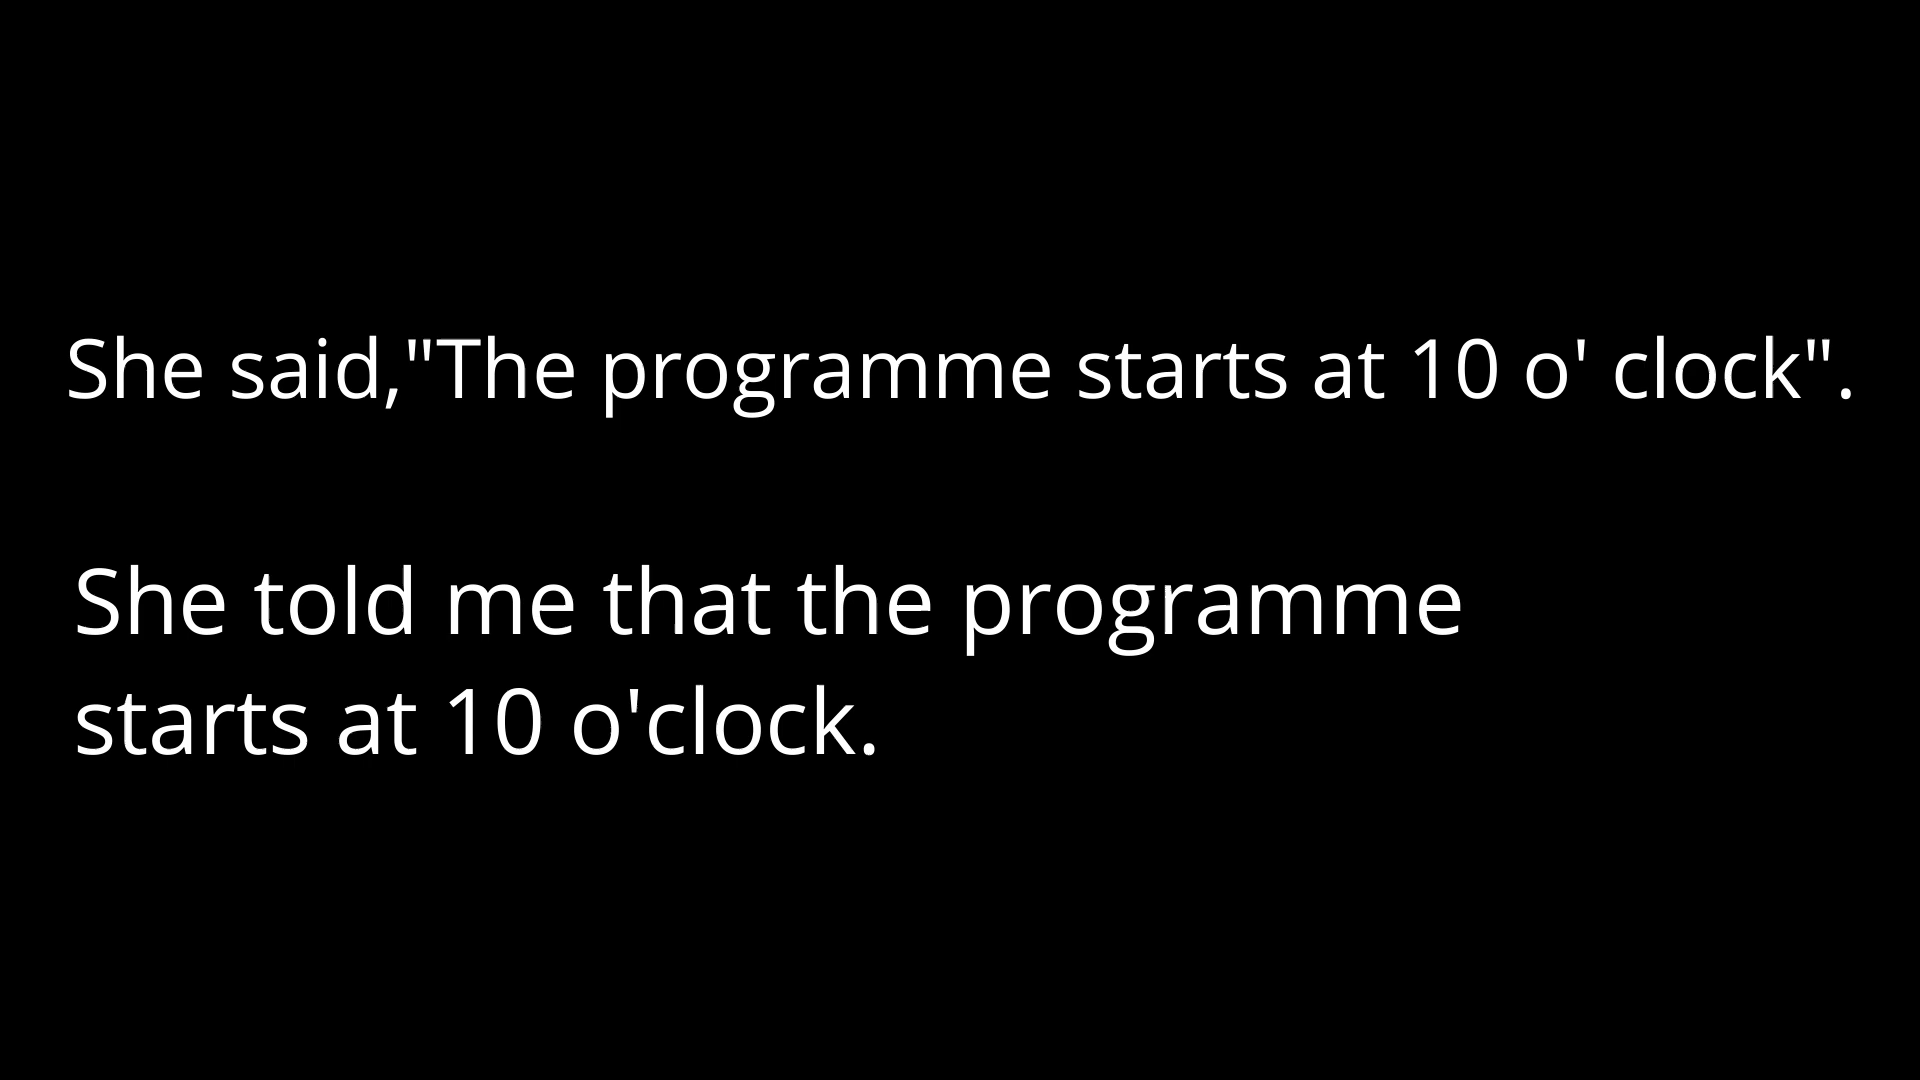 She said,"The programme starts at 10 o' clock".
She told me that the programme
starts at 10 o'clock.